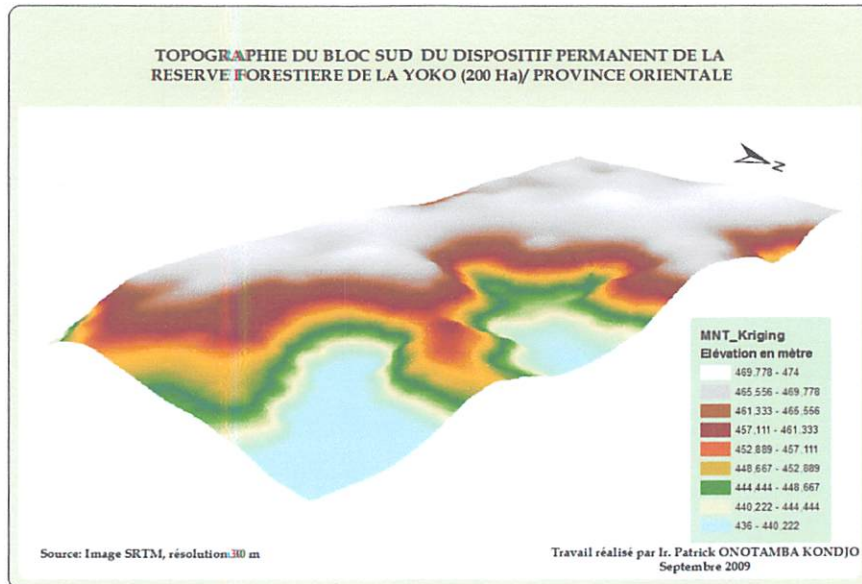 TOPOGRAPHIE DU BLOC SUD DU DISPOSITIF PERMANENT DE LA
RESERVE FORESTIERE DE LA YOKO (200 Ha)/ PROVINCE ORIENTALE
N
MNT_Kriging
Elévation en mètre
469,778 - 474
465,556 - 469,778
461,333 - 465,556
457,111 - 461,333
452,889 - 457,111
448,667 - 452,889
444,444 - 448,667
440,222 - 444,444
436 - 440,222
Source: Image SRTM, résolution 30 m
Travail réalisé par Ir. Patrick ONOTAMBA KONDJO
Septembre 2009